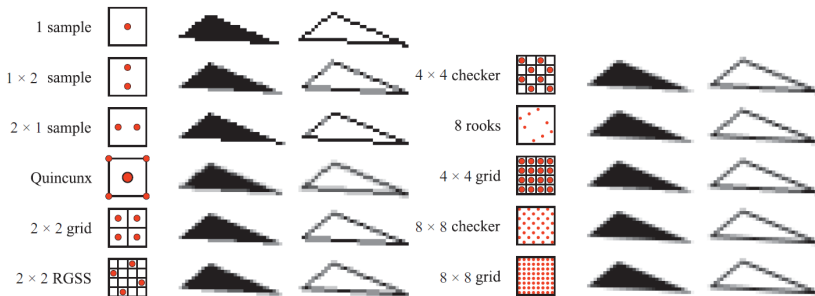 1 sample
1 × 2 sample
2 × 1 sample
Quincunx
2 × 2 grid
2 × 2 RGSS
4 × 4 checker
8 rooks
4 × 4 grid
8 × 8 checker
8 × 8 grid